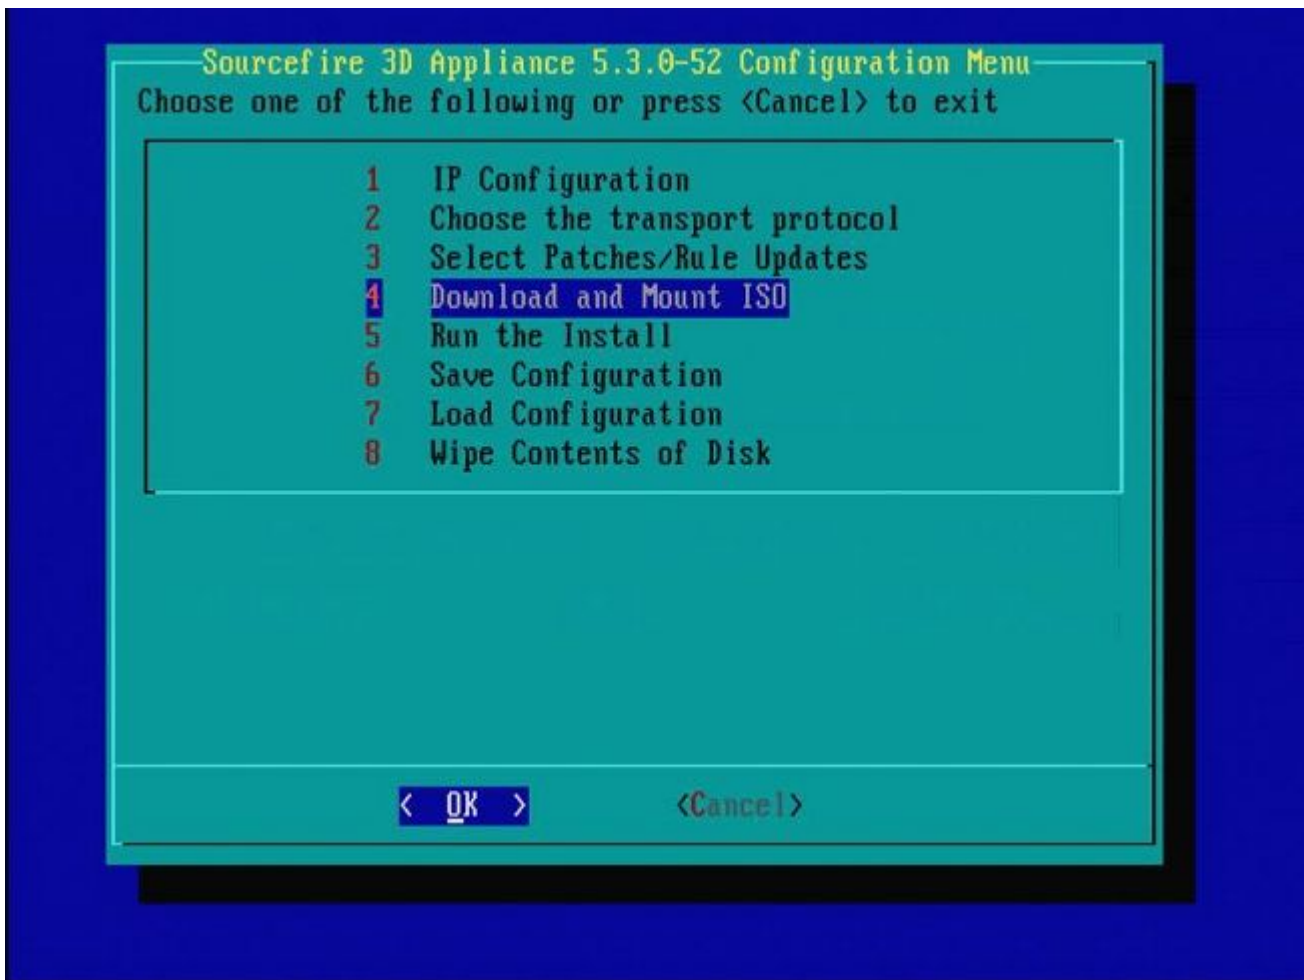 Sourcefire 3D Appliance 5.3.0-52 Configuration Menu
Choose one of the following or press <Cancel> to exit
1 IP Configuration
2 Choose the transport protocol
3 Select Patches/Rule Updates
4 Download and Mount ISO
5 Run the Install
6 Save Configuration
7 Load Configuration
8 Wipe Contents of Disk
< OK > <Cancel>